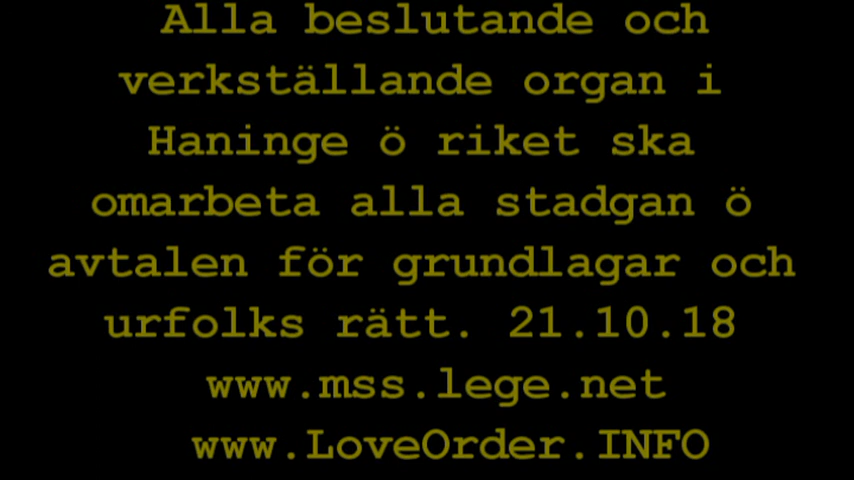 Alla beslutande och
verkställande organ i
Haninge ö riket ska
omarbeta alla stadgan ö
avtalen för grundlagar och
urfolks rätt. 21.10.18
www.mss.lege.net
www.LoveOrder.INFO